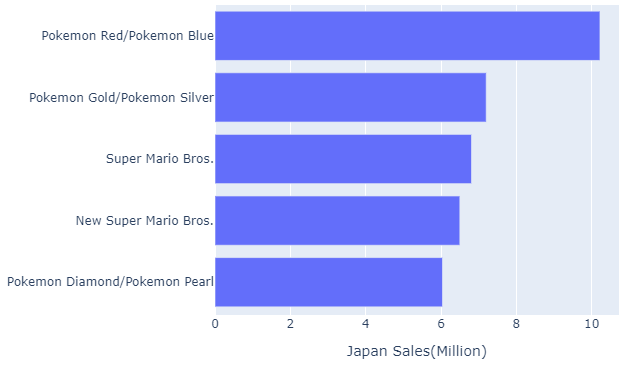 Pokemon Red/Pokemon Blue
Pokemon Gold/Pokemon Silver
Super Mario Bros.
New Super Mario Bros.
Pokemon Diamond/Pokemon Pearl
0 2 4 6 8 10
Japan Sales(Million)